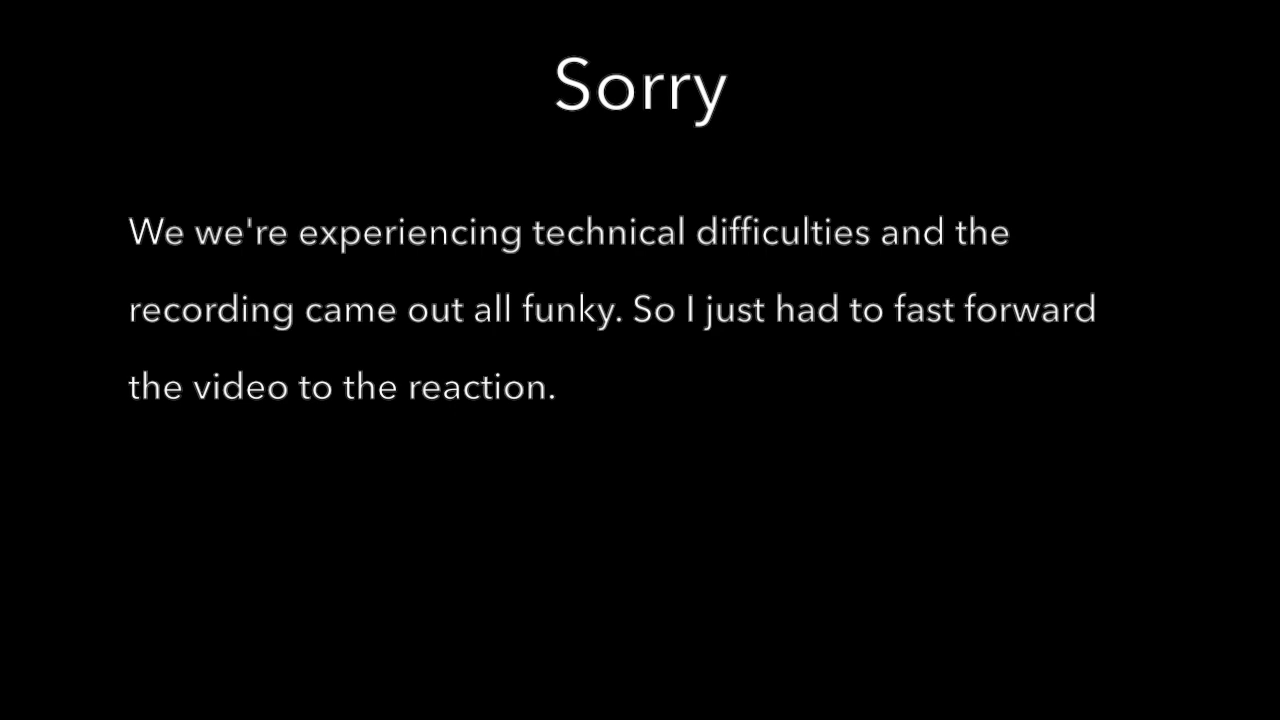 Sorry
We we're experiencing technical difficulties and the
recording came out all funky. So I just had to fast forward
the video to the reaction.